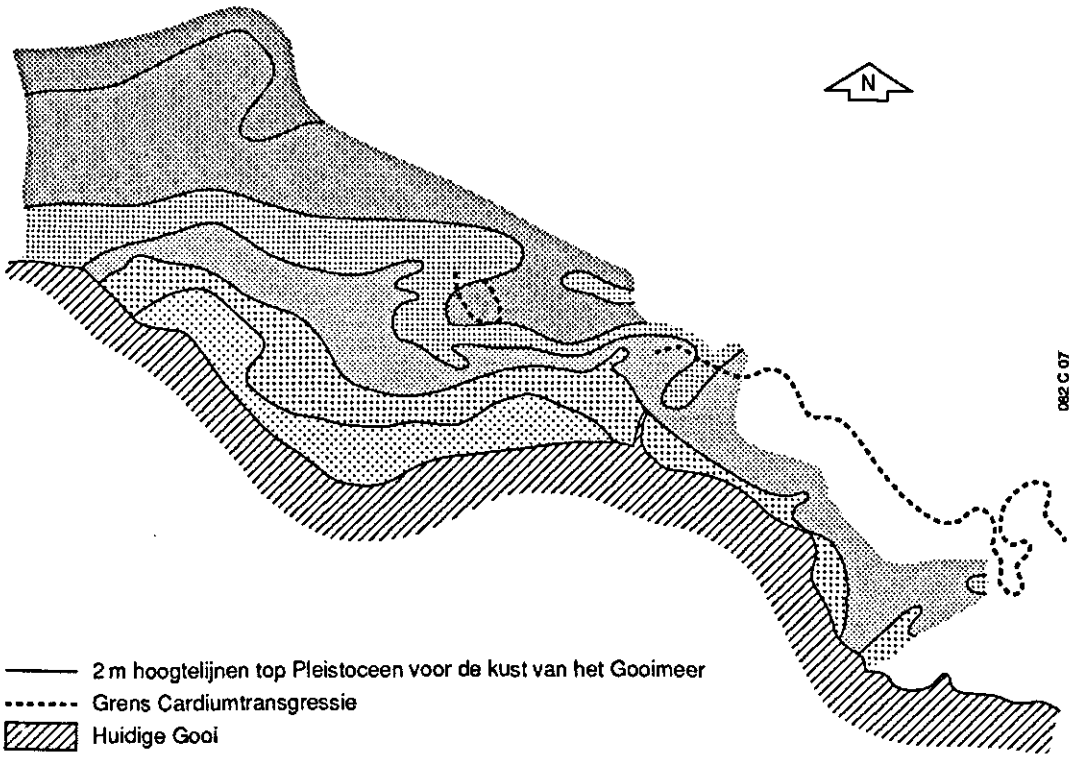 N
082 C 07
2 m hoogtelijnen top Pleistoceen voor de kust van het Gooimeer
Grens Cardiumtransgressie
Huidige Gooi